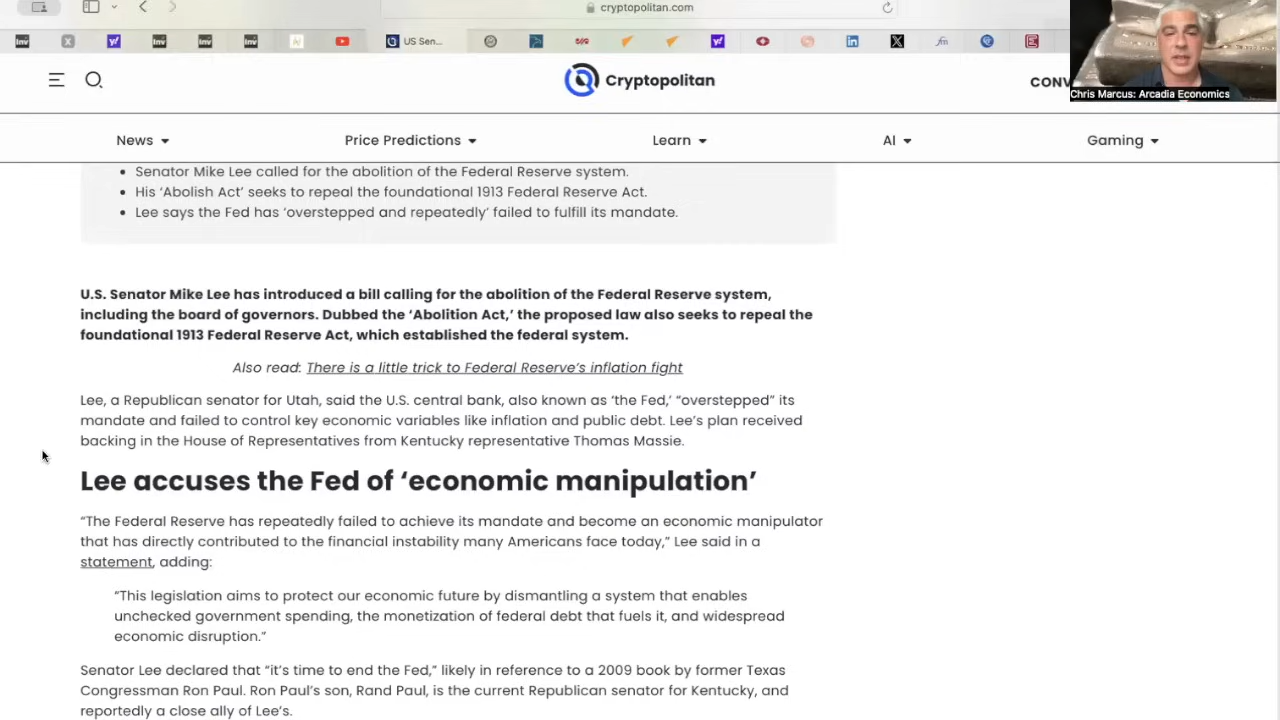 cryptopolitan.com
Inv
X
y!
Inv
Inv
Inv
US Sen...
y!
in
X
fm
Cryptopolitan
CONV
Chris Marcus: Arcadia Economics
News
Price Predictions
Learn
AI
Gaming
Senator Mike Lee called for the abolition of the Federal Reserve system.
His ‘Abolish Act’ seeks to repeal the foundational 1913 Federal Reserve Act.
Lee says the Fed has ‘overstepped and repeatedly’ failed to fulfill its mandate.
U.S. Senator Mike Lee has introduced a bill calling for the abolition of the Federal Reserve system,
including the board of governors. Dubbed the ‘Abolition Act,’ the proposed law also seeks to repeal the
foundational 1913 Federal Reserve Act, which established the federal system.
Also read: There is a little trick to Federal Reserve’s inflation fight
Lee, a Republican senator for Utah, said the U.S. central bank, also known as ‘the Fed,’ “overstepped” its
mandate and failed to control key economic variables like inflation and public debt. Lee’s plan received
backing in the House of Representatives from Kentucky representative Thomas Massie.
Lee accuses the Fed of ‘economic manipulation’
“The Federal Reserve has repeatedly failed to achieve its mandate and become an economic manipulator
that has directly contributed to the financial instability many Americans face today,” Lee said in a
statement, adding:
“This legislation aims to protect our economic future by dismantling a system that enables
unchecked government spending, the monetization of federal debt that fuels it, and widespread
economic disruption.”
Senator Lee declared that “it’s time to end the Fed,” likely in reference to a 2009 book by former Texas
Congressman Ron Paul. Ron Paul’s son, Rand Paul, is the current Republican senator for Kentucky, and
reportedly a close ally of Lee’s.